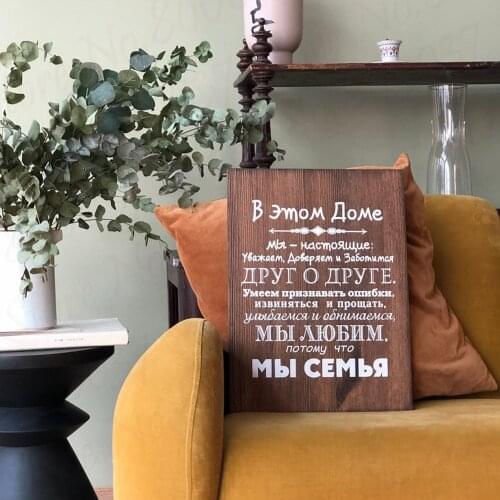 В этом Доме
мы – настоящие:
Уважаем, Доверяем и Заботимся
ДРУГ О ДРУГЕ.
Умеем признавать ошибки,
извиняться и прощать,
улыбаемся и обнимаемся,
МЫ ЛЮБИМ,
потому что
МЫ СЕМЬЯ